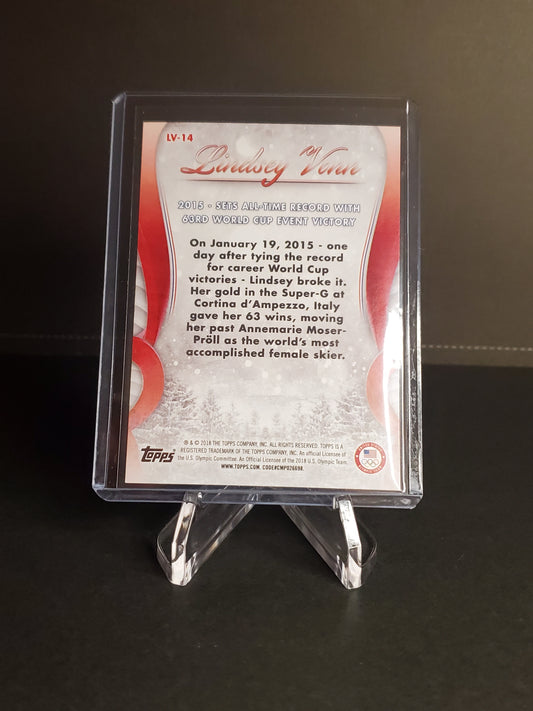 LV-14
Lindsey Vonn
2015 - SETS ALL-TIME RECORD WITH
63RD WORLD CUP EVENT VICTORY
On January 19, 2015 - one
day after tying the record
for career World Cup
victories - Lindsey broke it.
Her gold in the Super-G at
Cortina d'Ampezzo, Italy
gave her 63 wins, moving
her past Annemarie Moser-
Pröll as the world's most
accomplished female skier.
® & © 2018 THE TOPPS COMPANY, INC. ALL RIGHTS RESERVED. TOPPS IS A
REGISTERED TRADEMARK OF THE TOPPS COMPANY, INC. An official Licensee of
the U.S. Olympic Committee. An Official Licensee of the 2018 U.S. Olympic Team.
WWW.TOPPS.COM CODE#CMP026698
TOPPS